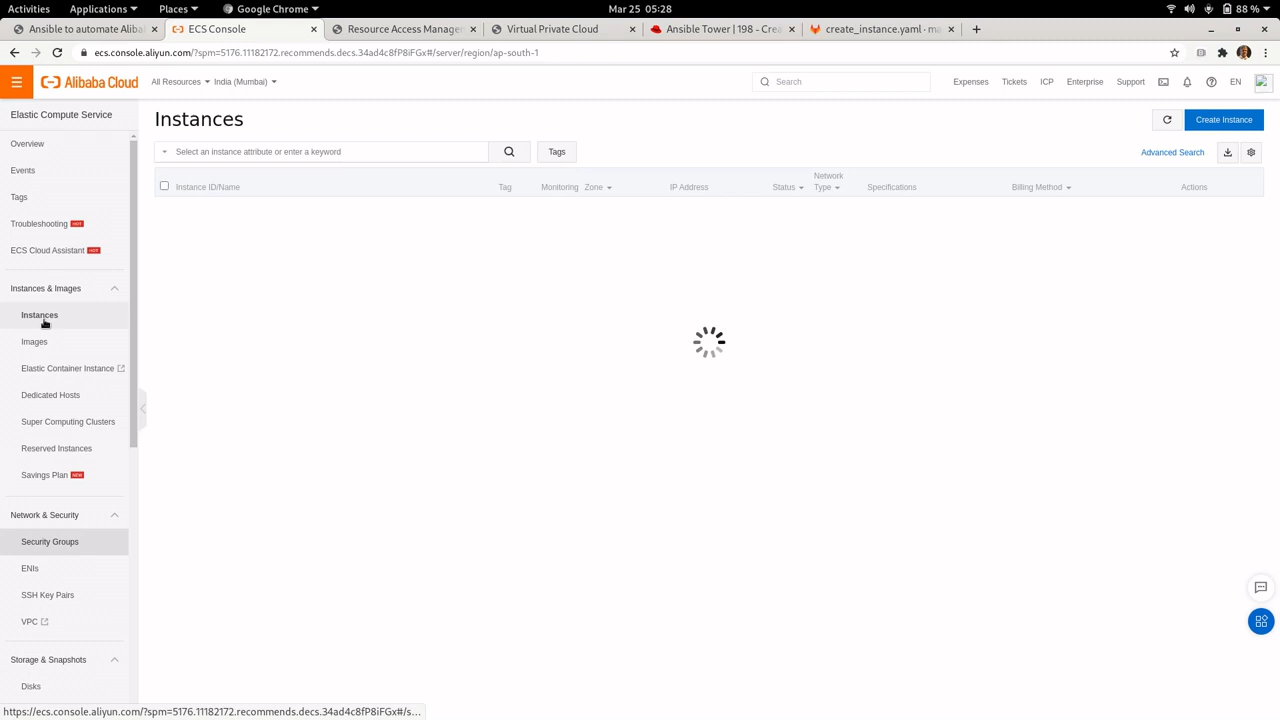 Activities Applications Places Google Chrome Mar 25 05:28 88 %
Ansible to automate Alibab ECS Console Resource Access Manager Virtual Private Cloud Ansible Tower | 198 - Crea create_instance.yaml · ma
ecs.console.aliyun.com/?spm=5176.11182172.recommends.decs.34ad4c8fP8iFGx#/server/region/ap-south-1
Alibaba Cloud All Resources India (Mumbai) Search Expenses Tickets ICP Enterprise Support EN
Elastic Compute Service
Overview
Events
Tags
Troubleshooting HOT
ECS Cloud Assistant HOT
Instances & Images
Instances
Images
Elastic Container Instance
Dedicated Hosts
Super Computing Clusters
Reserved Instances
Savings Plan NEW
Network & Security
Security Groups
ENIs
SSH Key Pairs
VPC
Storage & Snapshots
Disks
Instances
Create Instance
Select an instance attribute or enter a keyword Tags Advanced Search
Instance ID/Name Tag Monitoring Zone IP Address Status Network Type Specifications Billing Method Actions
https://ecs.console.aliyun.com/?spm=5176.11182172.recommends.decs.34ad4c8fP8iFGx#/s...